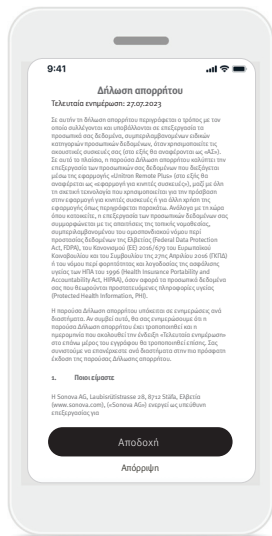 9:41
Δήλωση απορρήτου
Τελευταία ενημέρωση: 27.07.2023
Σε αυτήν τη δήλωση απορρήτου περιγράφεται ο τρόπος με τον
οποίο συλλέγονται και υποβάλλονται σε επεξεργασία τα
προσωπικά σας δεδομένα, συμπεριλαμβανομένων ειδικών
κατηγοριών προσωπικών δεδομένων, όταν χρησιμοποιείτε τις
ακουστικές συσκευές σας (στο εξής θα αναφέρονται ως «ΑΣ»).
Σε αυτό το πλαίσιο, η παρούσα Δήλωση απορρήτου καλύπτει την
επεξεργασία των προσωπικών σας δεδομένων που διεξάγεται
μέσω της εφαρμογής «Unitron Remote Plus» (στο εξής θα
αναφέρεται ως «εφαρμογή για κινητές συσκευές»), μαζί με όλη
τη σχετική τεχνολογία που χρησιμοποιείται για την πρόσβαση
στην εφαρμογή για κινητές συσκευές ή για άλλη χρήση της
εφαρμογής όπως περιγράφεται παρακάτω. Ανάλογα με τη χώρα
όπου κατοικείτε, η επεξεργασία των προσωπικών δεδομένων σας
συμμορφώνεται με τις απαιτήσεις της τοπικής νομοθεσίας,
συμπεριλαμβανομένου του ομοσπονδιακού νόμου περί
προστασίας δεδομένων της Ελβετίας (Federal Data Protection
Act, FDPA), του Κανονισμού (ΕΕ) 2016/679 του Ευρωπαϊκού
Κοινοβουλίου και του Συμβουλίου της 27ης Απριλίου 2016 (ΓΚΠΔ)
ή του νόμου περί φορητότητας και λογοδοσίας της ασφάλισης
υγείας των ΗΠΑ του 1996 (Health Insurance Portability and
Accountability Act, HIPAA), όσον αφορά τα προσωπικά δεδομένα
σας που θεωρούνται προστατευόμενες πληροφορίες υγείας
(Protected Health Information, PHI).
Η παρούσα Δήλωση απορρήτου υπόκειται σε ενημερώσεις ανά
διαστήματα. Αν συμβεί αυτό, θα σας ενημερώσουμε ότι η
παρούσα Δήλωση απορρήτου έχει τροποποιηθεί και η
ημερομηνία που ακολουθεί την ένδειξη «Τελευταία ενημέρωση»
στο επάνω μέρος του εγγράφου θα τροποποιηθεί επίσης. Σας
συνιστούμε να επανέρχεστε ανά διαστήματα στην πιο πρόσφατη
έκδοση της παρούσας Δήλωσης απορρήτου.
1. Ποιοι είμαστε
Η Sonova AG, Laubisrütistrasse 28, 8712 Stäfa, Ελβετία
(www.sonova.com), («Sonova AG») ενεργεί ως υπεύθυνη
επεξεργασίας για
Αποδοχή
Απόρριψη